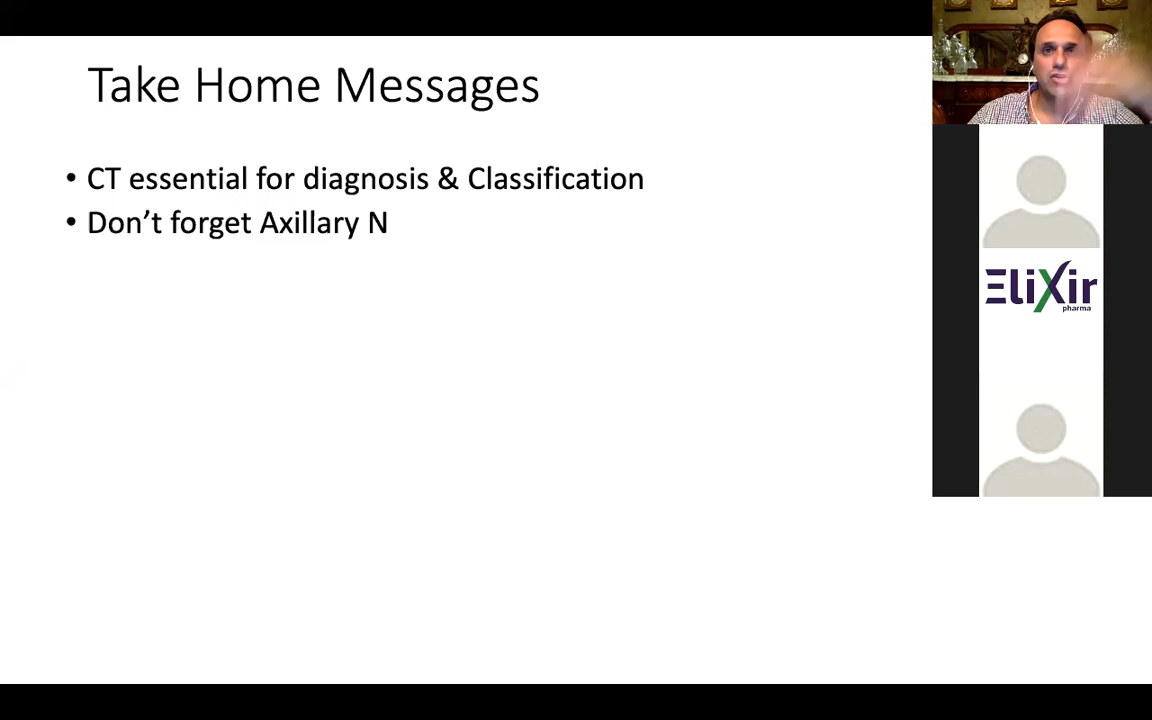 Take Home Messages
• CT essential for diagnosis & Classification
• Don’t forget Axillary N
EliXir
pharma